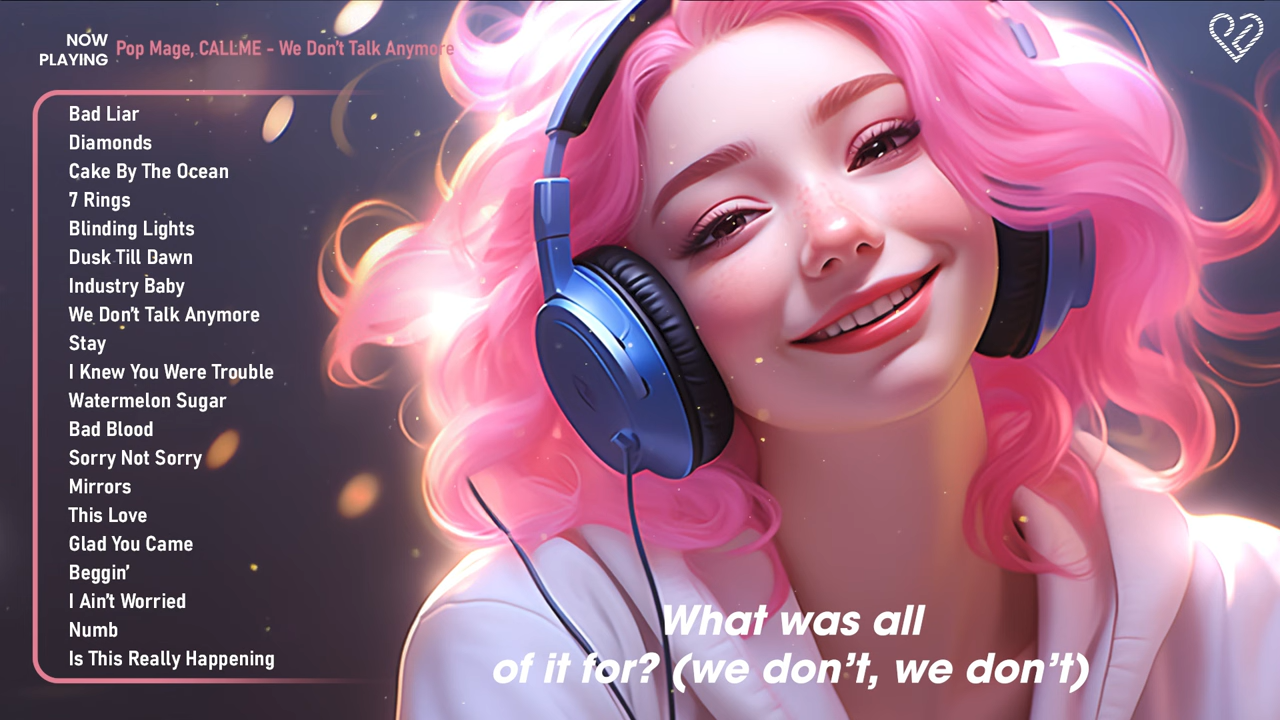 NOW
PLAYING
Pop Mage, CALLME - We Don't Talk Anymore
Bad Liar
Diamonds
Cake By The Ocean
7 Rings
Blinding Lights
Dusk Till Dawn
Industry Baby
We Don't Talk Anymore
Stay
I Knew You Were Trouble
Watermelon Sugar
Bad Blood
Sorry Not Sorry
Mirrors
This Love
Glad You Came
Beggin'
I Ain't Worried
Numb
Is This Really Happening
What was all
of it for? (we don't, we don't)